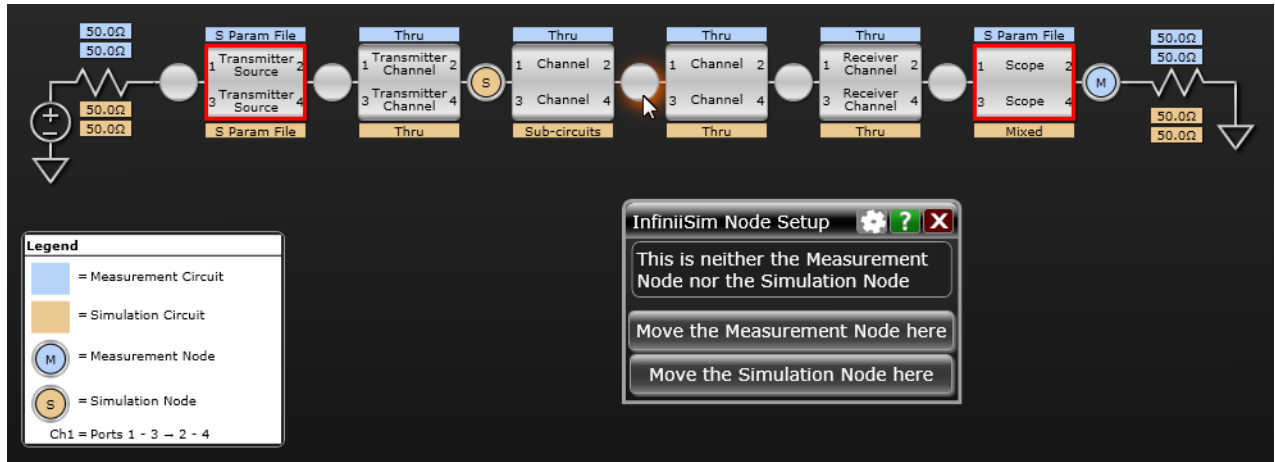 50.0Ω
50.0Ω
S Param File
Thru
Thru
Thru
Thru
S Param File
50.0Ω
50.0Ω
1 Transmitter Source 2
1 Transmitter Channel 2
1 Channel 2
1 Channel 2
1 Receiver Channel 2
1 Scope 2
S
M
3 Transmitter Source 4
3 Transmitter Channel 4
3 Channel 4
3 Channel 4
3 Receiver Channel 4
3 Scope 4
50.0Ω
50.0Ω
S Param File
Thru
Sub-circuits
Thru
Thru
Mixed
50.0Ω
50.0Ω
InfiniiSim Node Setup ? X
This is neither the Measurement
Node nor the Simulation Node
Move the Measurement Node here
Move the Simulation Node here
Legend
= Measurement Circuit
= Simulation Circuit
M = Measurement Node
S = Simulation Node
Ch1 = Ports 1 - 3 → 2 - 4